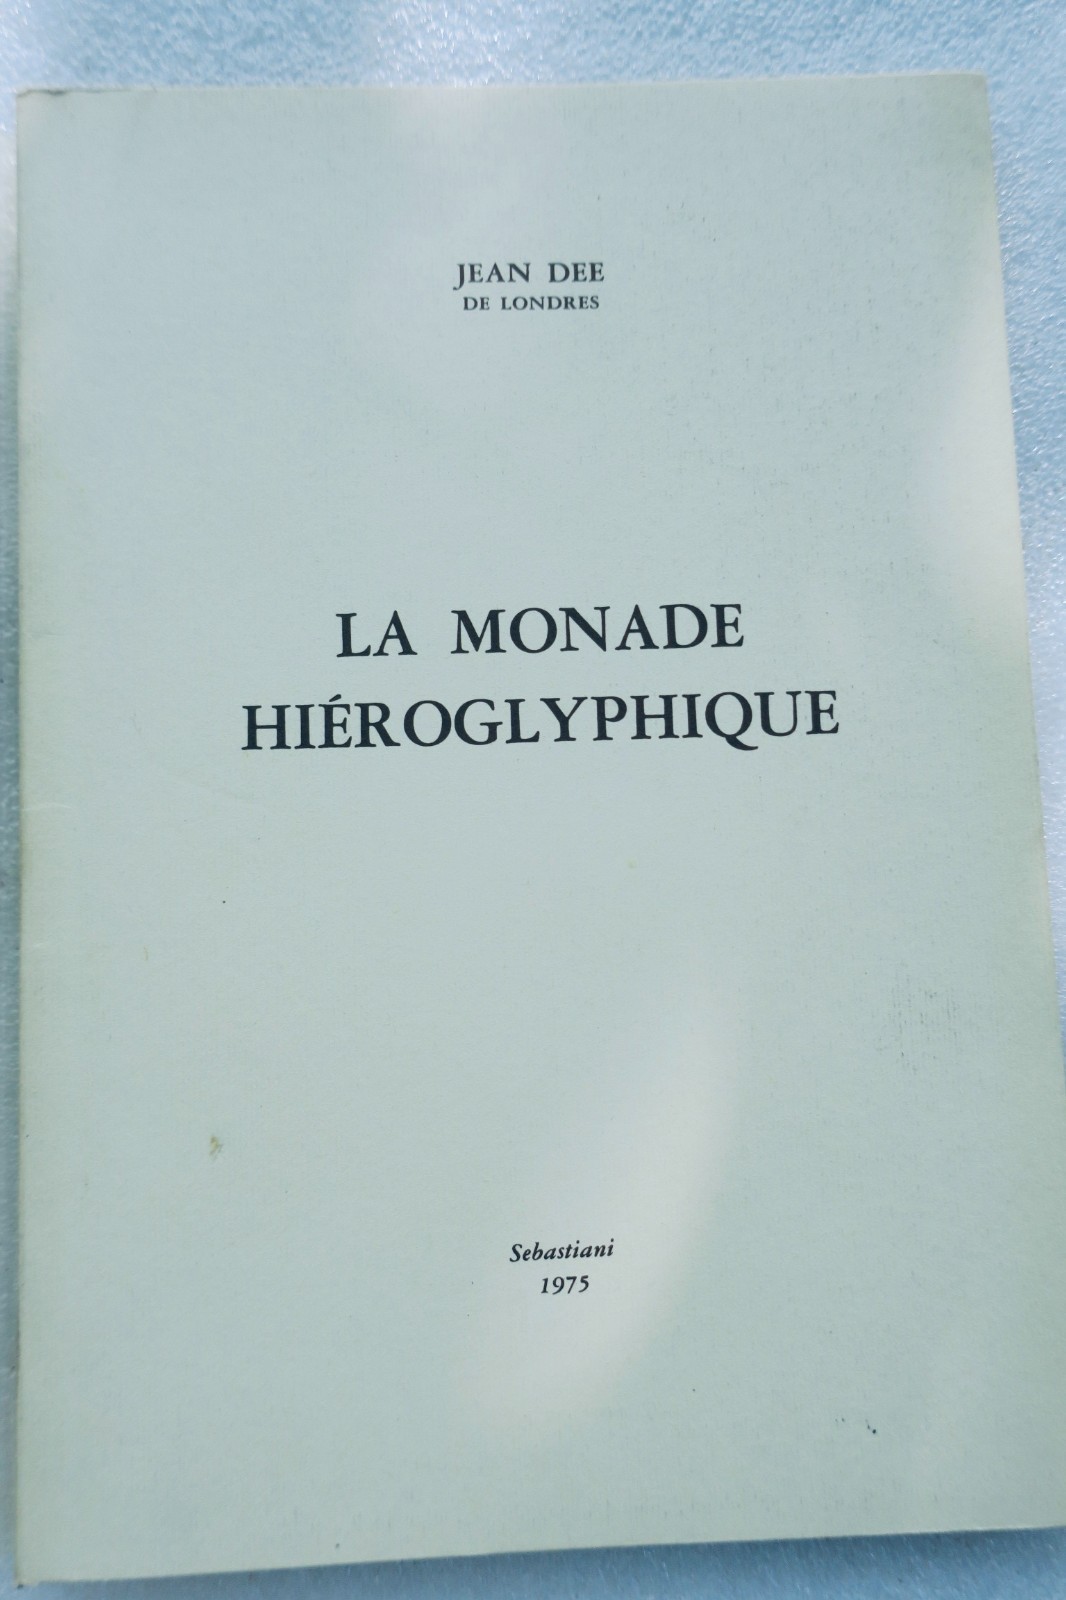 JEAN DEE
DE LONDRES
LA MONADE
HIÉROGLYPHIQUE
Sebastiani
1975